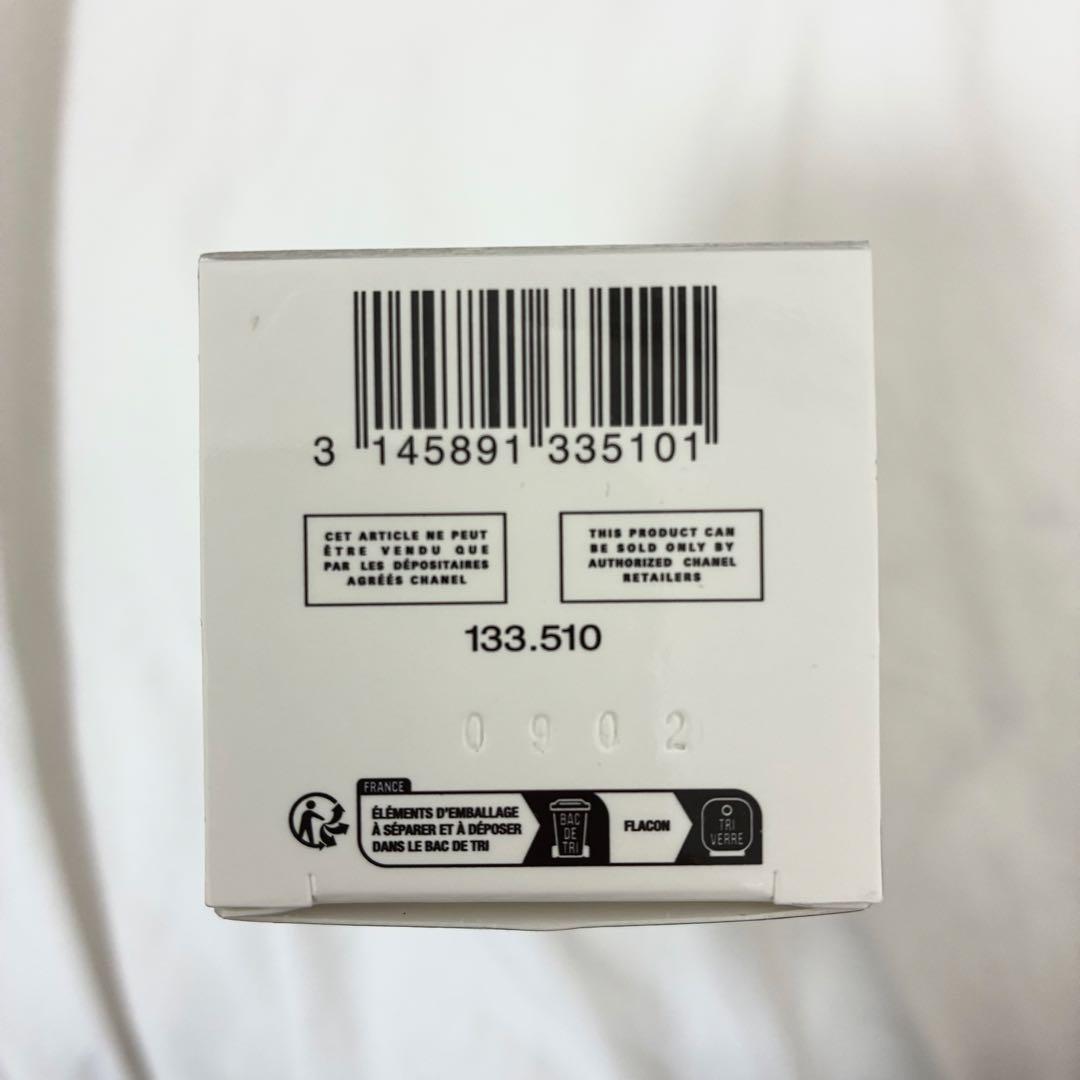 3 145891 335101
CET ARTICLE NE PEUT
ÊTRE VENDU QUE
PAR LES DÉPOSITAIRES
AGRÉÉS CHANEL
THIS PRODUCT CAN
BE SOLD ONLY BY
AUTHORIZED CHANEL
RETAILERS
133.510
0902
FRANCE
ÉLÉMENTS D'EMBALLAGE
À SÉPARER ET À DÉPOSER
DANS LE BAC DE TRI
BAC
DE
TRI
FLACON
TRI
VERRE